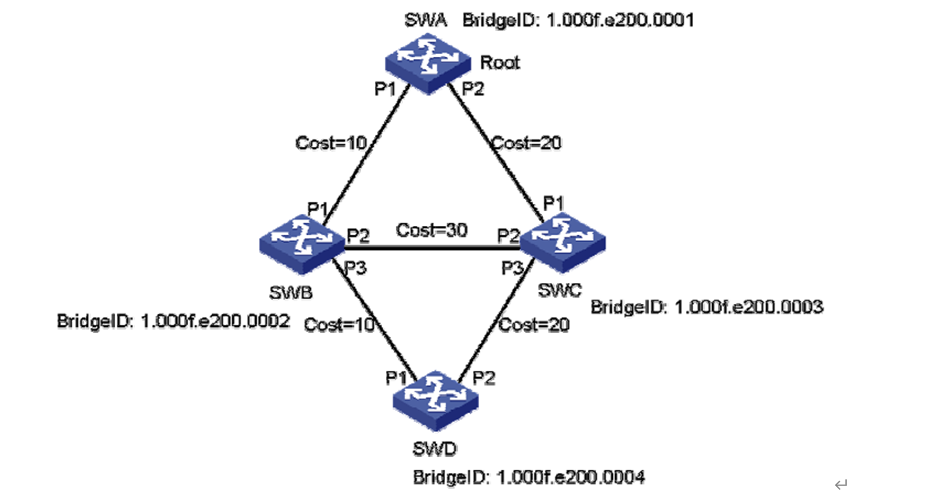 SWA BridgeID: 1.000f.e200.0001
Root
P1 P2
Cost=10 Cost=20
P1 P1
P2 Cost=30 P2
P3 P3
SWB SWC
BridgeID: 1.000f.e200.0003
BridgeID: 1.000f.e200.0002 Cost=10 Cost=20
P1 P2
SWD
BridgeID: 1.000f.e200.0004